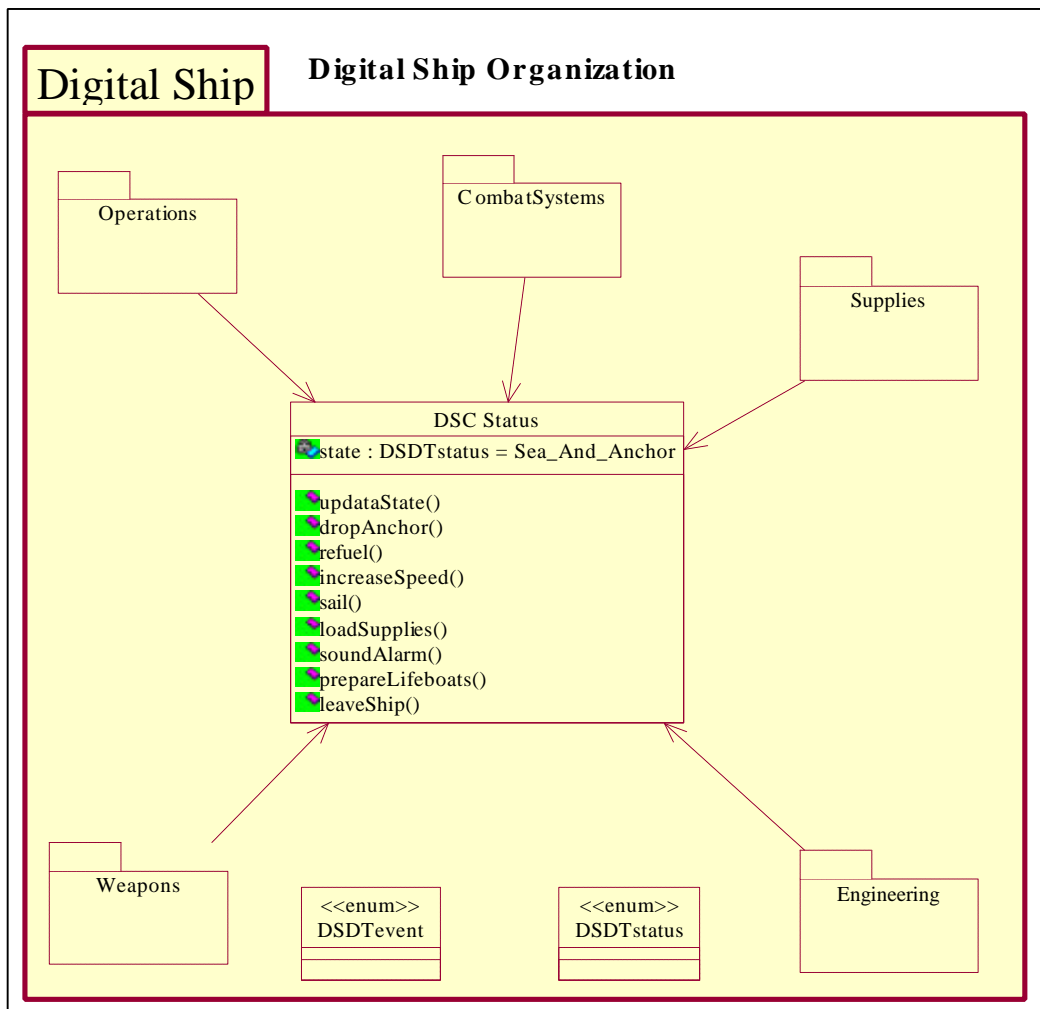 Digital Ship Organization
Digital Ship
Operations
CombatSystems
Supplies
DSC Status
state : DSDTstatus = Sea_And_Anchor
updataState()
dropAnchor()
refuel()
increaseSpeed()
sail()
loadSupplies()
soundAlarm()
prepareLifeboats()
leaveShip()
Weapons
<<enum>>
DSDTevent
<<enum>>
DSDTstatus
Engineering